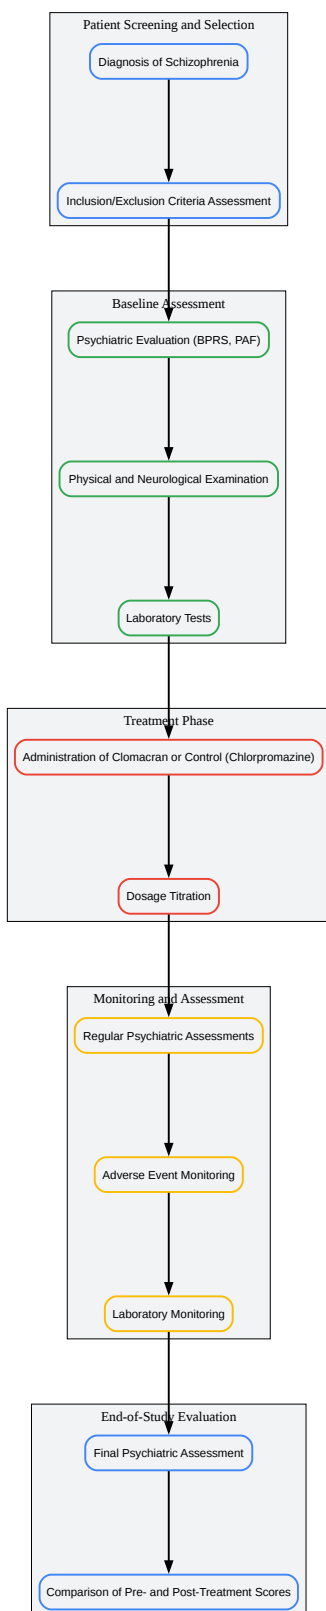 Patient Screening and Selection
Diagnosis of Schizophrenia
Inclusion/Exclusion Criteria Assessment
Baseline Assessment
Psychiatric Evaluation (BPRS, PAF)
Physical and Neurological Examination
Laboratory Tests
Treatment Phase
Administration of Clomacran or Control (Chlorpromazine)
Dosage Titration
Monitoring and Assessment
Regular Psychiatric Assessments
Adverse Event Monitoring
Laboratory Monitoring
End-of-Study Evaluation
Final Psychiatric Assessment
Comparison of Pre- and Post-Treatment Scores